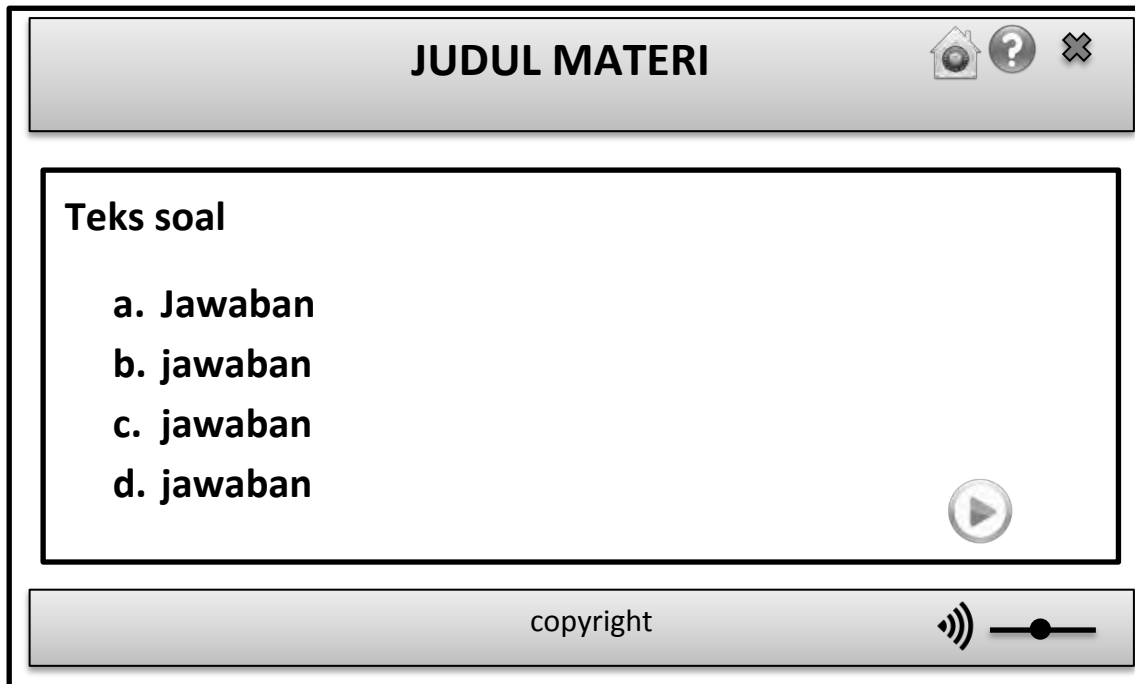 JUDUL MATERI
?
Teks soal
a. Jawaban
b. jawaban
c. jawaban
d. jawaban
copyright